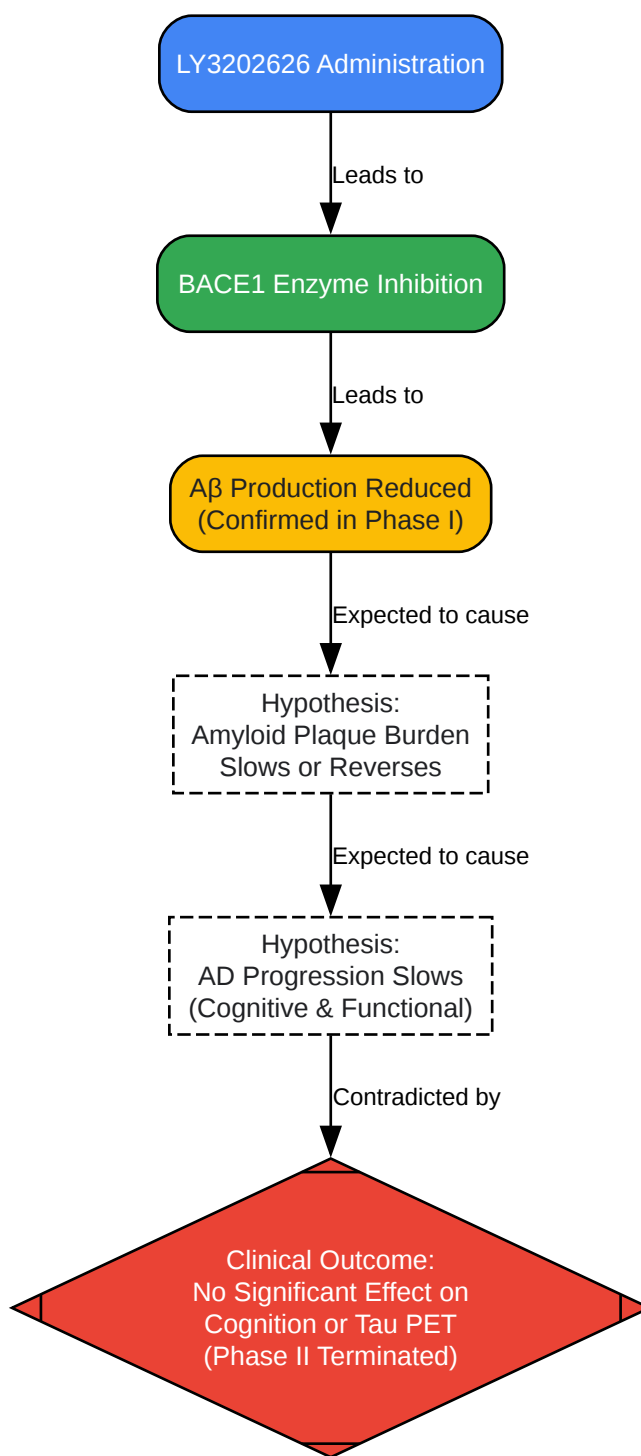 LY3202626 Administration
Leads to
BACE1 Enzyme Inhibition
Leads to
Aβ Production Reduced
(Confirmed in Phase I)
Expected to cause
Hypothesis:
Amyloid Plaque Burden
Slows or Reverses
Expected to cause
Hypothesis:
AD Progression Slows
(Cognitive & Functional)
Contradicted by
Clinical Outcome:
No Significant Effect on
Cognition or Tau PET
(Phase II Terminated)